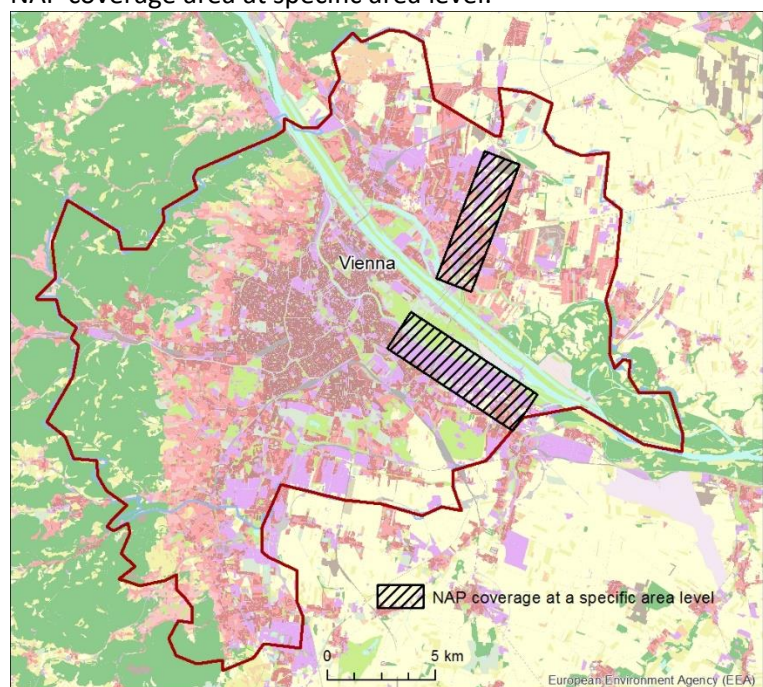 NAP coverage area at specific area level.
Vienna
NAP coverage at a specific area level
0 5 km
European Environment Agency (EEA)